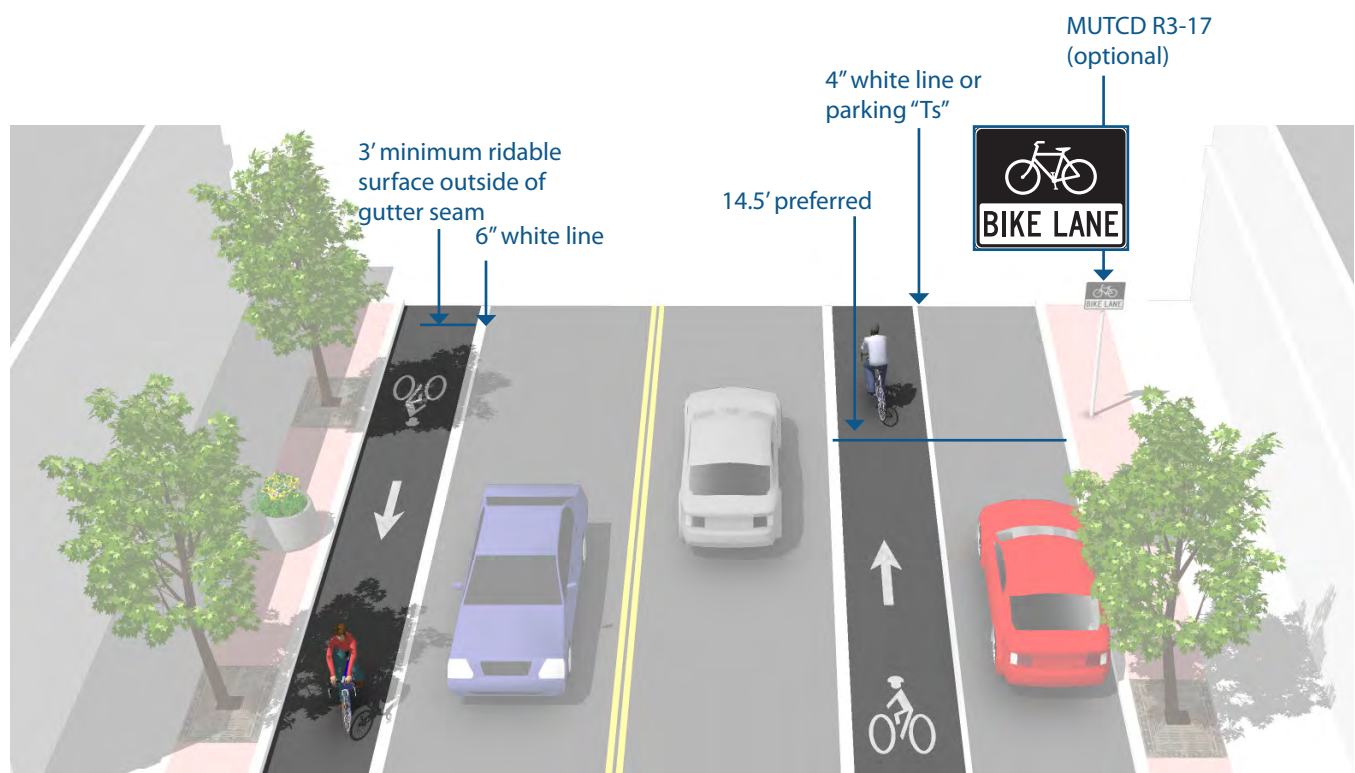 MUTCD R3-17
(optional)
4” white line or
parking “Ts”
3’ minimum ridable
surface outside of
gutter seam
14.5’ preferred
6” white line
BIKE LANE
BIKE LANE